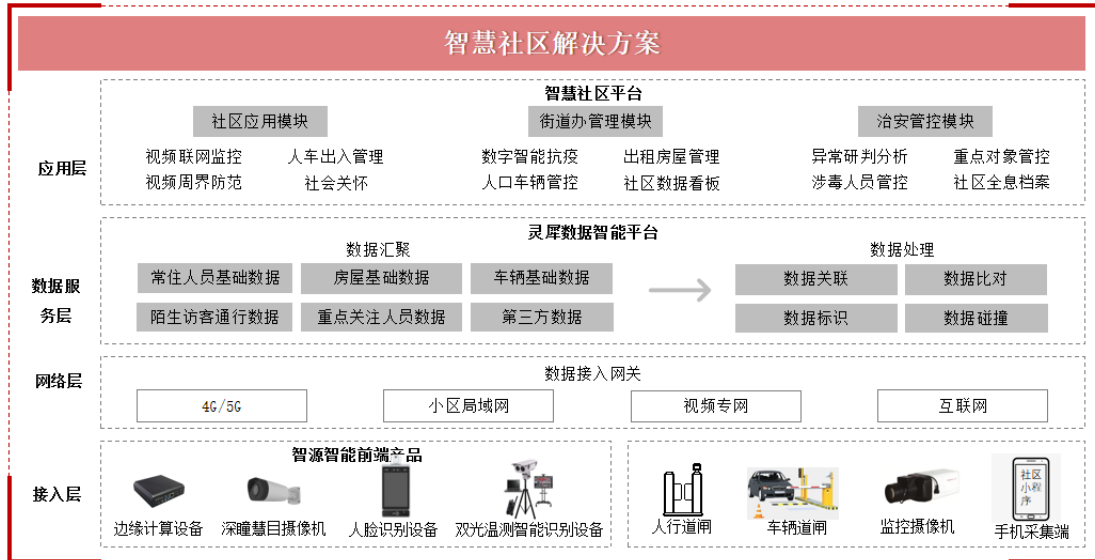 智慧社区解决方案
智慧社区平台
社区应用模块 街道办管理模块 治安管控模块
应用层
视频联网监控 人车出入管理 数字智能抗疫 出租房屋管理 异常研判分析 重点对象管控
视频周界防范 社会关怀 人口车辆管控 社区数据看板 涉毒人员管控 社区全息档案
灵犀数据智能平台
数据汇聚 数据处理
数据服
务层
常住人员基础数据 房屋基础数据 车辆基础数据 数据关联 数据比对
陌生访客通行数据 重点关注人员数据 第三方数据 数据标识 数据碰撞
网络层
数据接入网关
4G/5G 小区局域网 视频专网 互联网
智源智能前端产品
接入层
社区
小程
序
边缘计算设备 深瞳慧目摄像机 人脸识别设备 双光温测智能识别设备 人行道闸 车辆道闸 监控摄像机 手机采集端